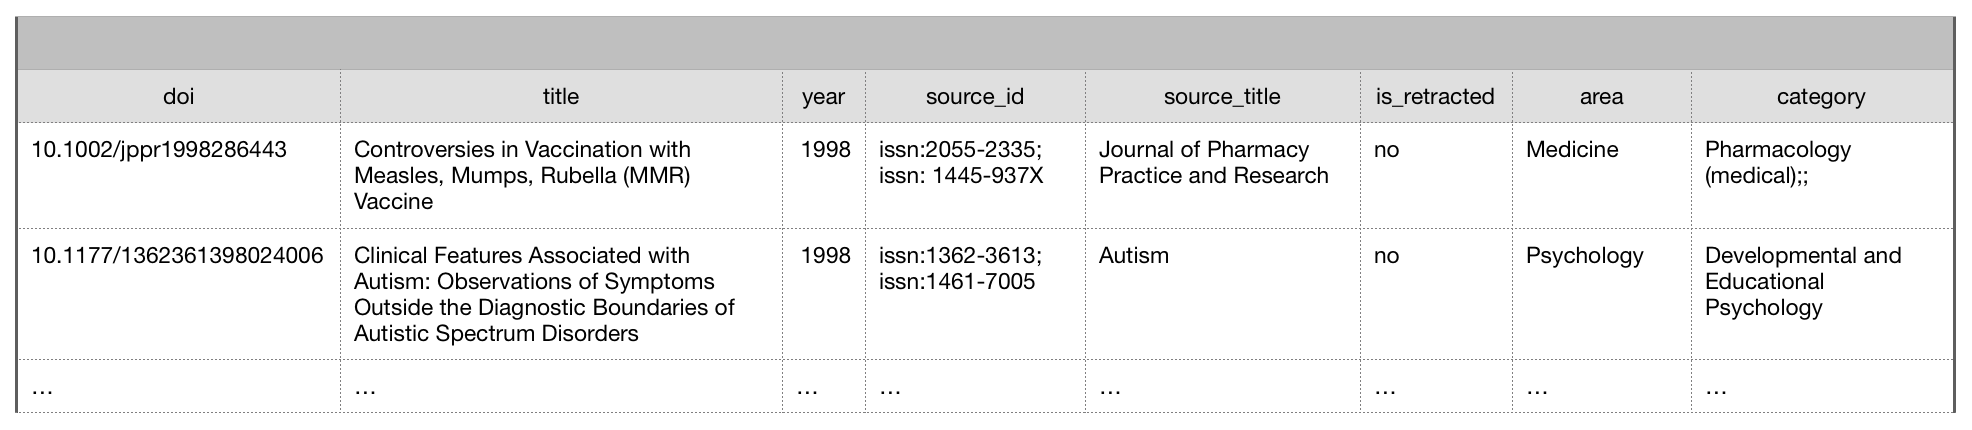 doi title year source_id source_title is_retracted area category
10.1002/jppr1998286443 Controversies in Vaccination with 1998 issn:2055-2335; Journal of Pharmacy no Medicine Pharmacology
Measles, Mumps, Rubella (MMR) issn: 1445-937X Practice and Research (medical);;
Vaccine
10.1177/1362361398024006 Clinical Features Associated with 1998 issn:1362-3613; Autism no Psychology Developmental and
Autism: Observations of Symptoms issn:1461-7005 Educational
Outside the Diagnostic Boundaries of Psychology
Autistic Spectrum Disorders
… … … … … … … …